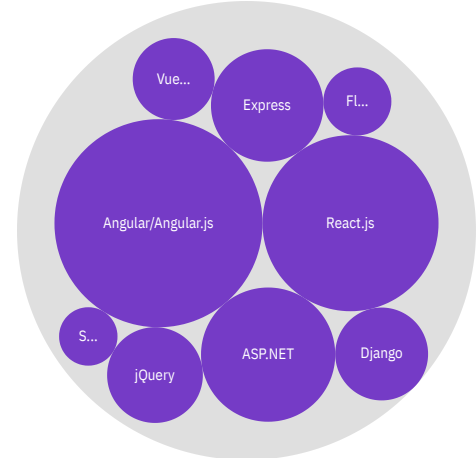 Vue...
Express
Fl...
Angular/Angular.js
React.js
S...
jQuery
ASP.NET
Django